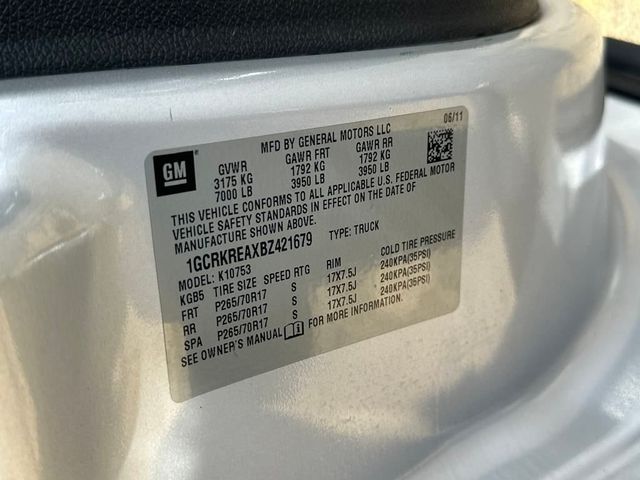 06/11
MFD BY GENERAL MOTORS LLC
GM
GVWR GAWR FRT GAWR RR
3175 KG 1792 KG 1792 KG
7000 LB 3950 LB 3950 LB
THIS VEHICLE CONFORMS TO ALL APPLICABLE U.S. FEDERAL MOTOR
VEHICLE SAFETY STANDARDS IN EFFECT ON THE DATE OF
MANUFACTURE SHOWN ABOVE.
1GCRKREAXBZ421679 TYPE: TRUCK
MODEL: K10753
KGB5 TIRE SIZE SPEED RTG RIM COLD TIRE PRESSURE
FRT P265/70R17 S 17X7.5J 240KPA(35PSI)
RR P265/70R17 S 17X7.5J 240KPA(35PSI)
SPA P265/70R17 S 17X7.5J 240KPA(35PSI)
SEE OWNER'S MANUAL FOR MORE INFORMATION.